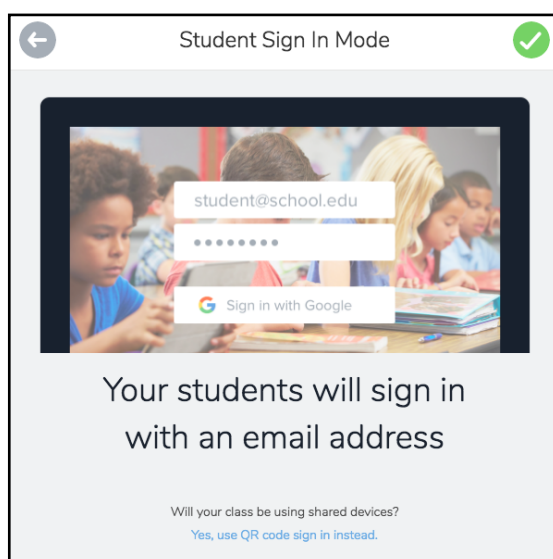 Student Sign In Mode
student@school.edu
Sign in with Google
Your students will sign in
with an email address
Will your class be using shared devices?
Yes, use QR code sign in instead.